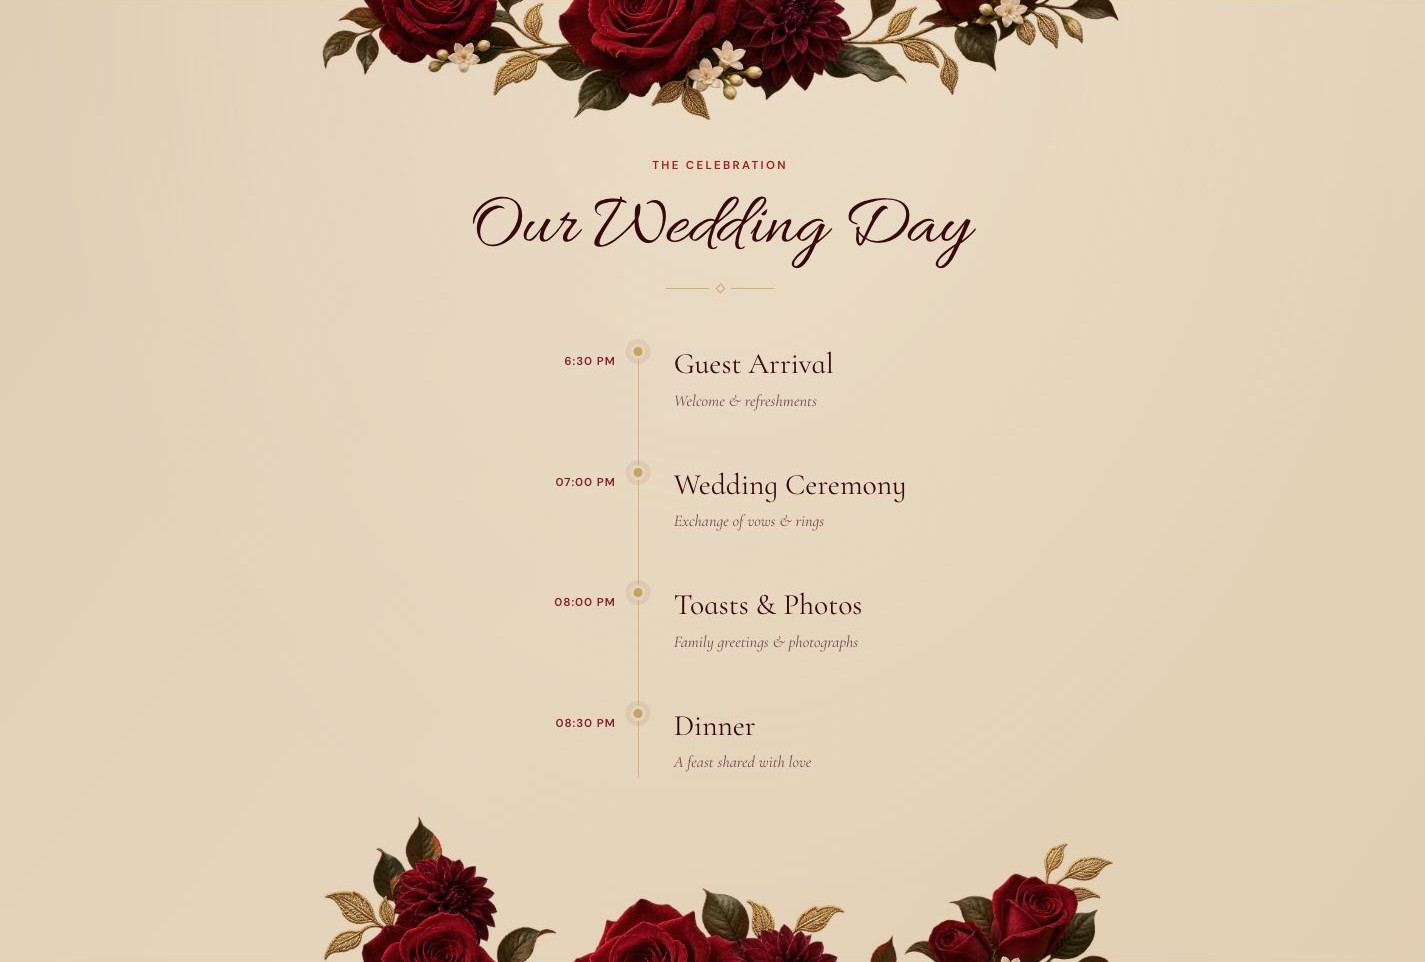 THE CELEBRATION
Our Wedding Day
6:30 PM
Guest Arrival
Welcome & refreshments
07:00 PM
Wedding Ceremony
Exchange of vows & rings
08:00 PM
Toasts & Photos
Family greetings & photographs
08:30 PM
Dinner
A feast shared with love